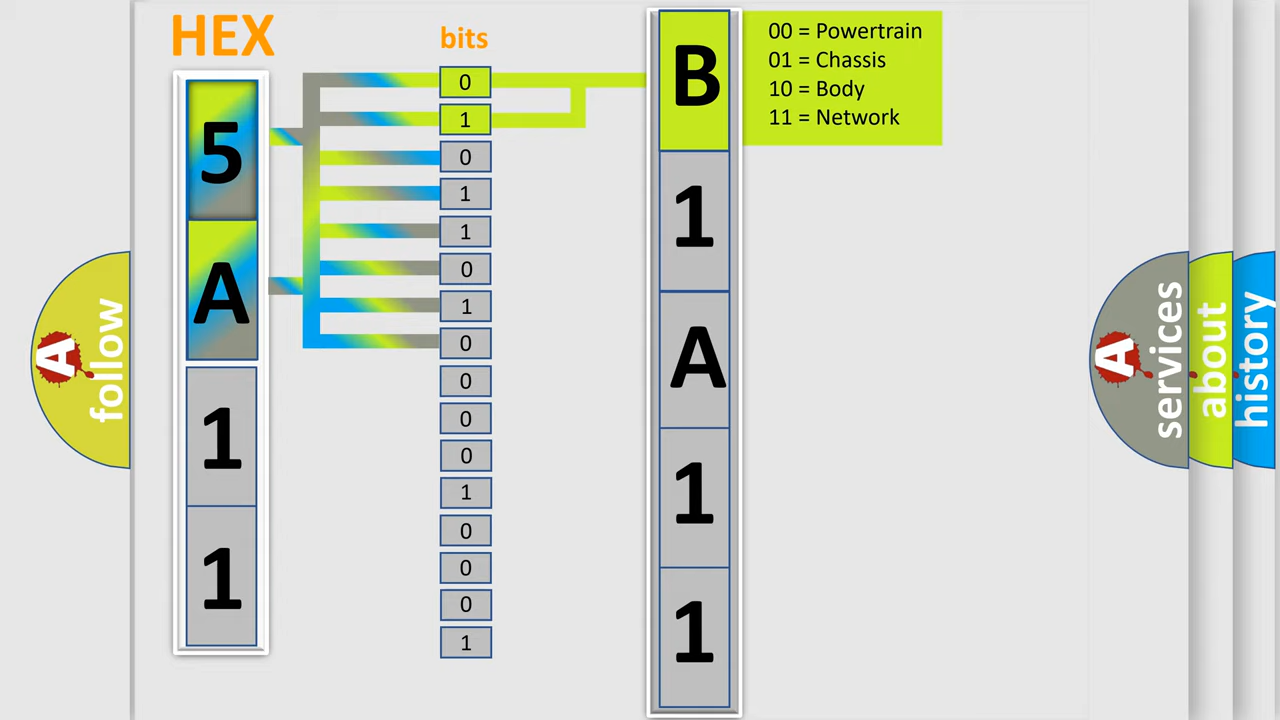 HEX
bits
5
A
1
1
0
1
0
1
1
0
1
0
0
0
0
1
0
0
0
1
B
1
A
1
1
00 = Powertrain
01 = Chassis
10 = Body
11 = Network
A
follow
A
services
about
history